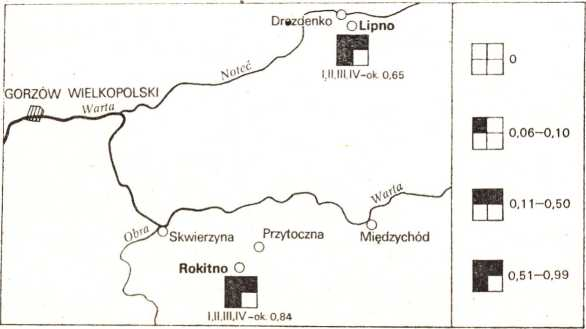 Drezdenko
Lipno
I,II,III,IV–ok. 0,65
Noteć
GORZÓW WIELKOPOLSKI
Warta
Warta
Obra
Skwierzyna
Przytoczna
Międzychód
Rokitno
I,II,III,IV–ok. 0,84
0
0,06–0,10
0,11–0,50
0,51–0,99